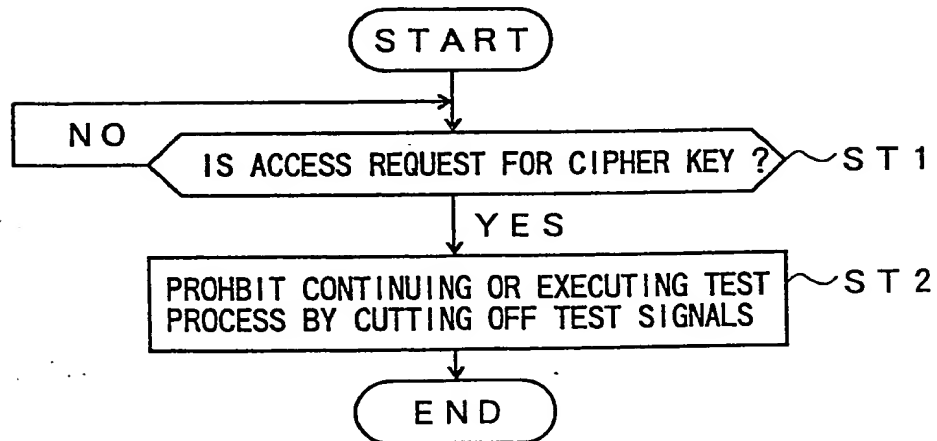 START
NO
IS ACCESS REQUEST FOR CIPHER KEY ?
ST1
YES
PROHBIT CONTINUING OR EXECUTING TEST
PROCESS BY CUTTING OFF TEST SIGNALS
ST2
END